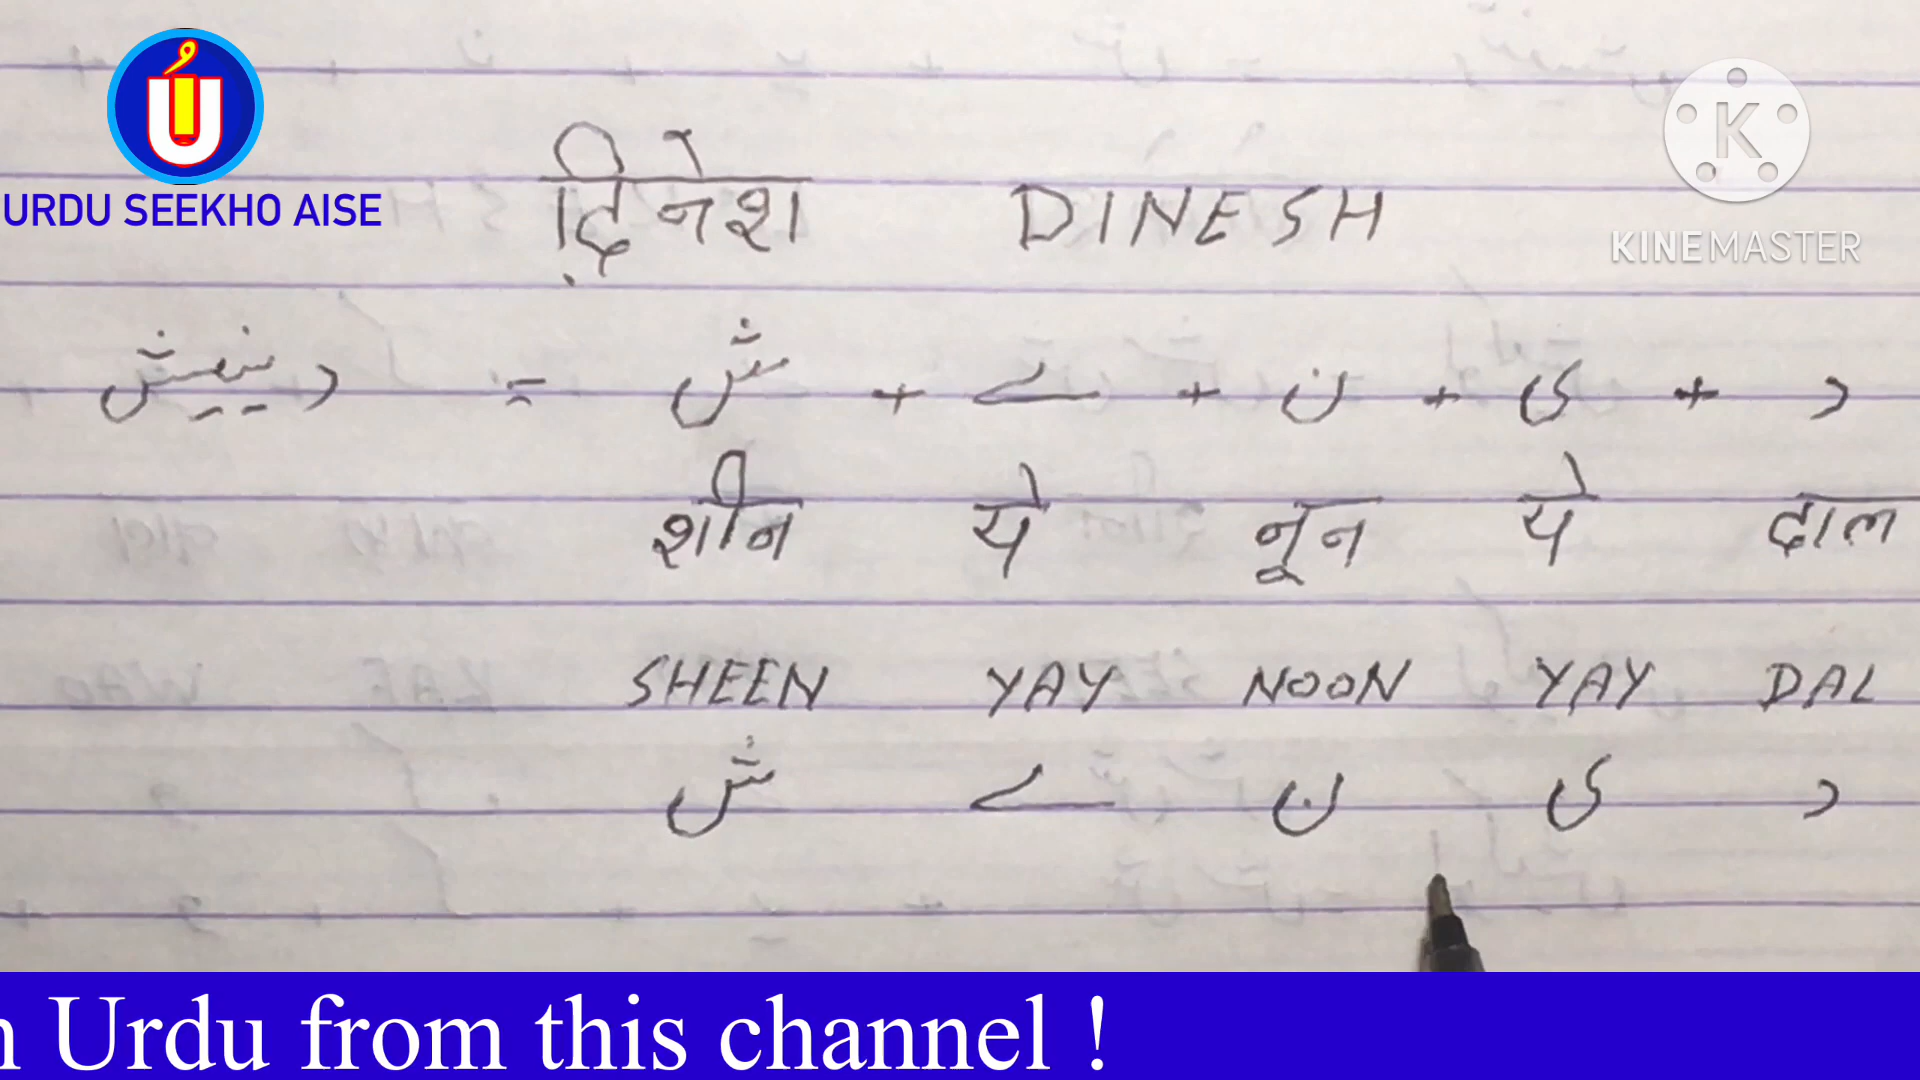 URDU SEEKHO AISE
KINEMASTER
दिनेश DINESH
د + ی + ن + ے + ش = دینیش
शीन ये नून ये दाल
SHEEN YAY NOON YAY DAL
ش ے ن ی د
Urdu from this channel !